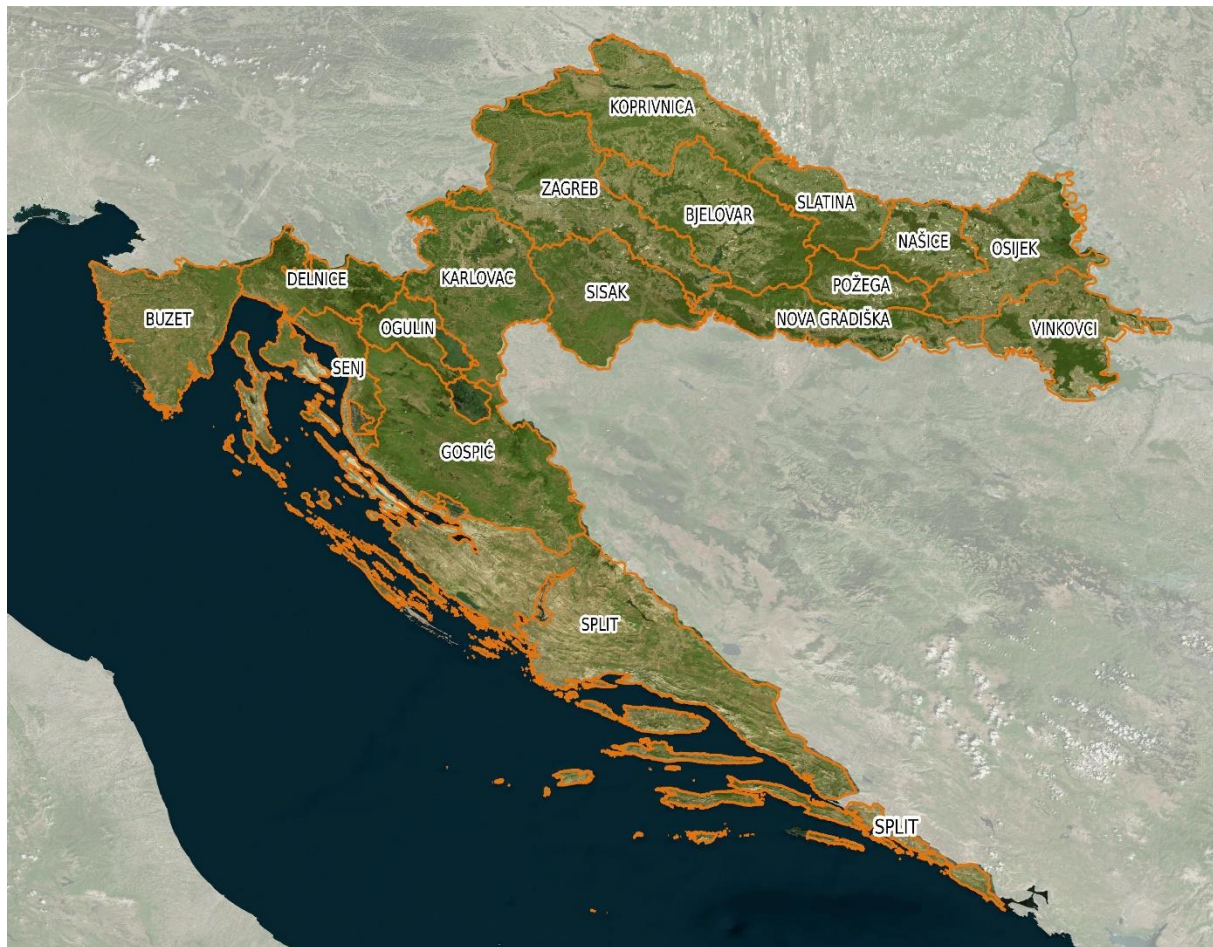 KOPRIVNICA
ZAGREB
SLATINA
BJELOVAR
NAŠICE
OSIJEK
DELNICE
KARLOVAC
SISAK
POŽEGA
BUZET
OGULIN
NOVA GRADIŠKA
VINKOVCI
SENJ
GOSPIĆ
SPLIT
SPLIT